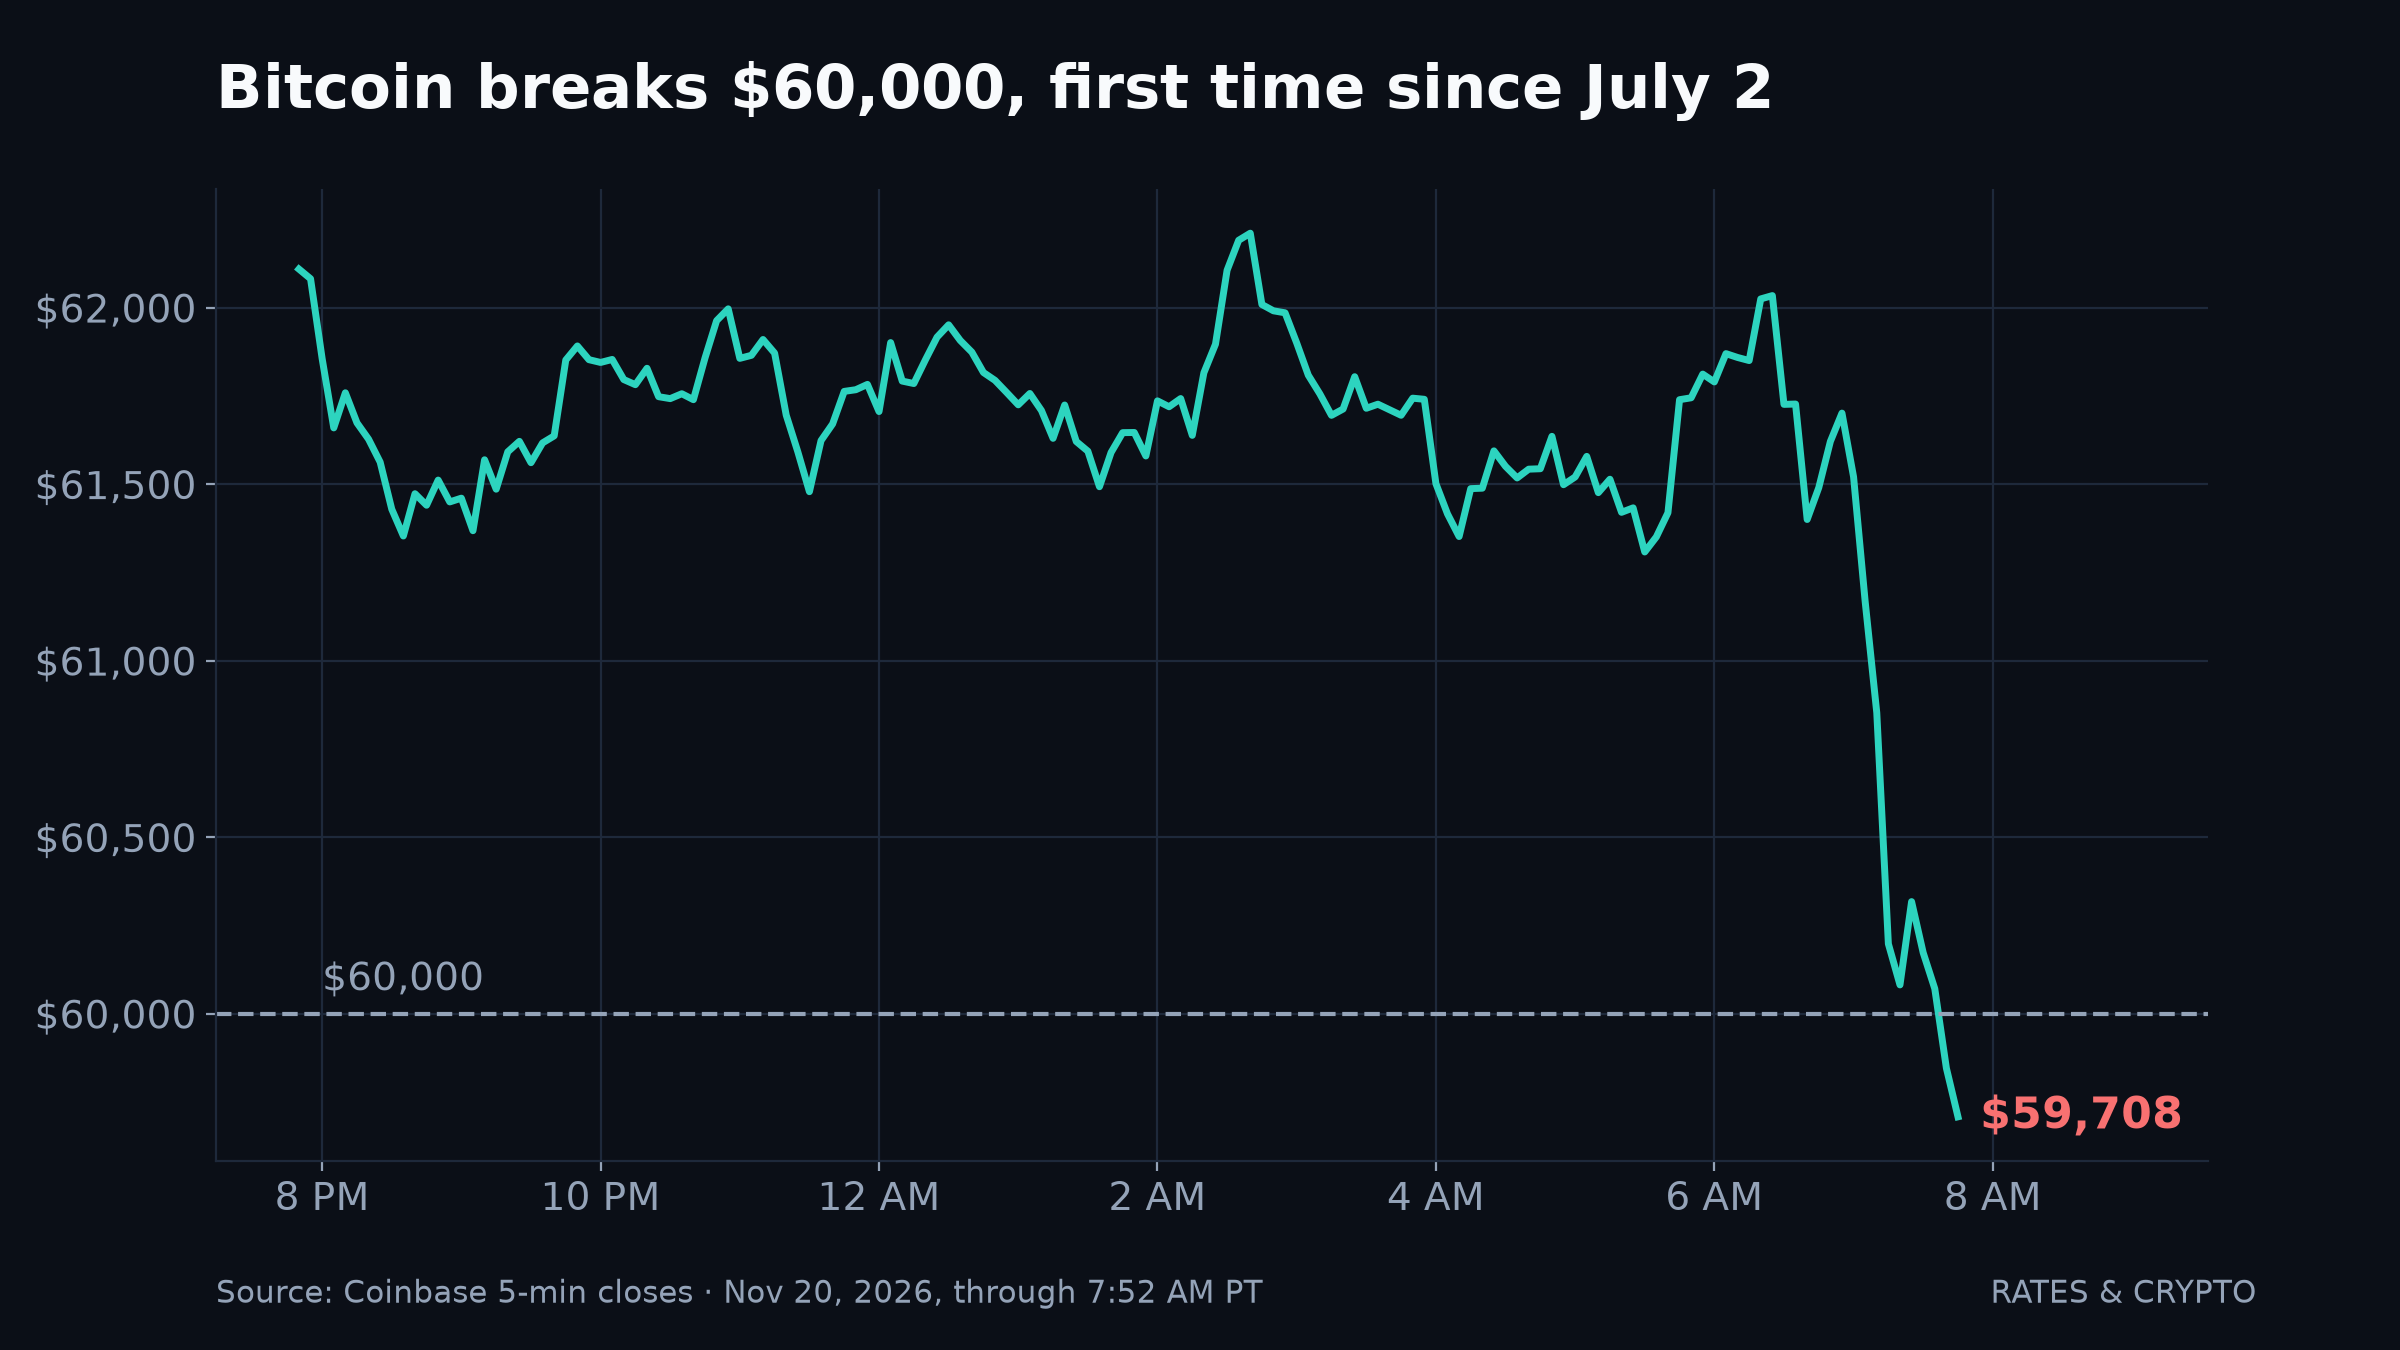 Bitcoin breaks $60,000, first time since July 2
$62,000
$61,500
$61,000
$60,500
$60,000
$60,000
$59,708
8 PM
10 PM
12 AM
2 AM
4 AM
6 AM
8 AM
Source: Coinbase 5-min closes · Nov 20, 2026, through 7:52 AM PT
RATES & CRYPTO